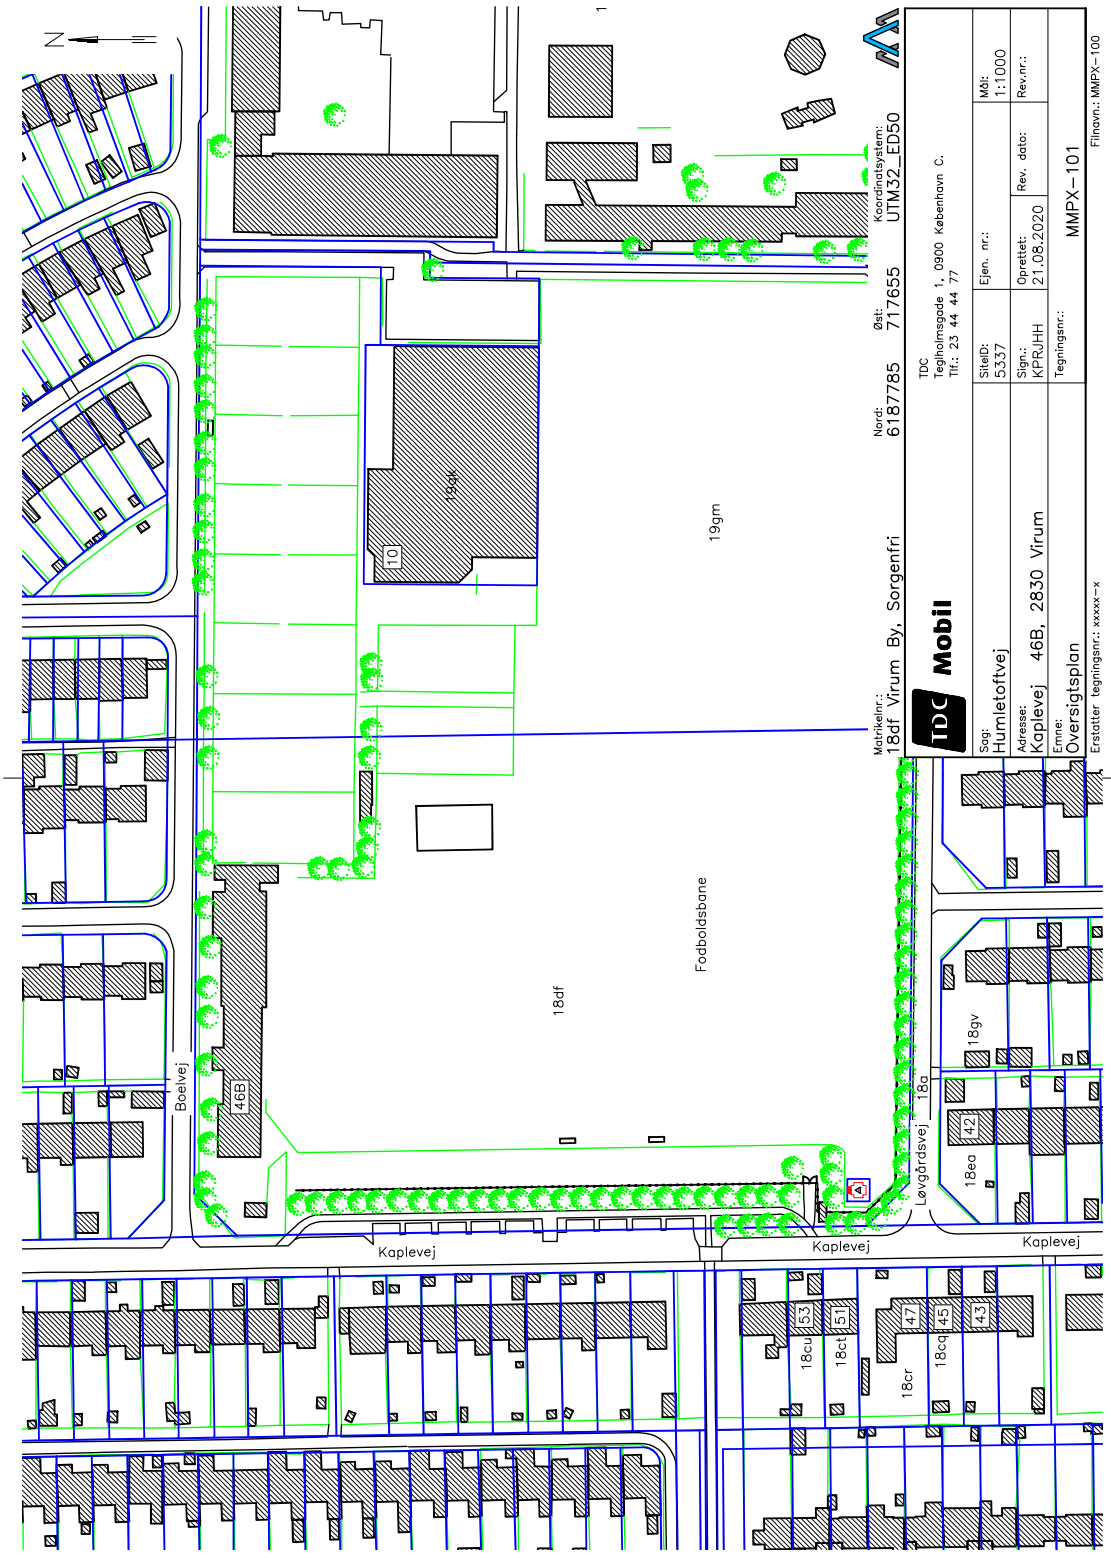 N
Boelvej
46B
10
19qk
19gm
18df
Fodboldsbane
Kaplevej
Kaplevej
Kaplevej
Løvgårdsvej
18a
18gv
42
18ea
A
53
18cu
51
18ct
47
18cr
45
18cq
43
1
Matrikelnr.:
18df Virum By, Sorgenfri
Nord:
6187785
Øst:
717655
Koordinatsystem:
UTM32_ED50
TDC Mobil
TDC
Teglholmsgade 1, 0900 København C.
Tlf.: 23 44 44 77
Sag:
Humletoftvej
SiteID:
5337
Ejen. nr.:
Mål:
1:1000
Adresse:
Kaplevej 46B, 2830 Virum
Sign.:
KPRJHH
Oprettet:
21.08.2020
Rev. dato:
Rev.nr.:
Emne:
Oversigtsplan
Tegningsnr.:
MMPX-101
Erstatter tegningsnr.: xxxxx-x
Filnavn.: MMPX-100